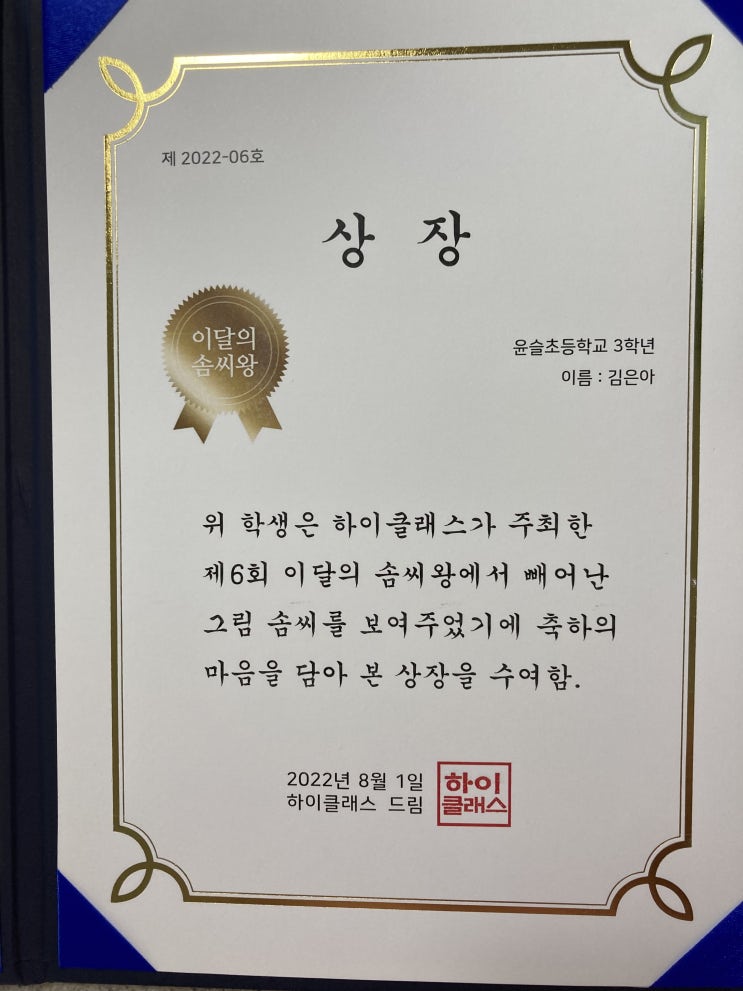 제 2022-06호
상 장
이달의
솜씨왕
윤슬초등학교 3학년
이름 : 김은아
위 학생은 하이클래스가 주최한
제6회 이달의 솜씨왕에서 빼어난
그림 솜씨를 보여주었기에 축하의
마음을 담아 본 상장을 수여함.
2022년 8월 1일
하이클래스 드림
하이
클래스